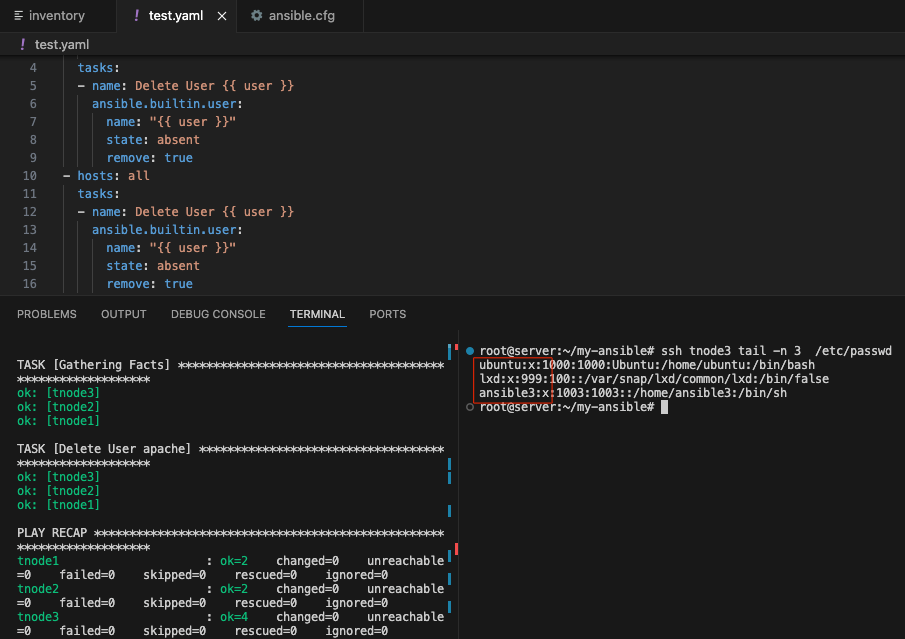 inventory
! test.yaml
ansible.cfg
! test.yaml
4 tasks:
5 - name: Delete User {{ user }}
6 ansible.builtin.user:
7 name: "{{ user }}"
8 state: absent
9 remove: true
10 - hosts: all
11 tasks:
12 - name: Delete User {{ user }}
13 ansible.builtin.user:
14 name: "{{ user }}"
15 state: absent
16 remove: true
PROBLEMS OUTPUT DEBUG CONSOLE TERMINAL PORTS
TASK [Gathering Facts] **************************************
*******************
ok: [tnode3]
ok: [tnode2]
ok: [tnode1]
TASK [Delete User apache] ***********************************
*******************
ok: [tnode3]
ok: [tnode2]
ok: [tnode1]
PLAY RECAP **************************************************
*******************
tnode1 : ok=2 changed=0 unreachable
=0 failed=0 skipped=0 rescued=0 ignored=0
tnode2 : ok=2 changed=0 unreachable
=0 failed=0 skipped=0 rescued=0 ignored=0
tnode3 : ok=4 changed=0 unreachable
=0 failed=0 skipped=0 rescued=0 ignored=0
root@server:~/my-ansible# ssh tnode3 tail -n 3 /etc/passwd
ubuntu:x:1000:1000:Ubuntu:/home/ubuntu:/bin/bash
lxd:x:999:100::/var/snap/lxd/common/lxd:/bin/false
ansible3:x:1003:1003::/home/ansible3:/bin/sh
root@server:~/my-ansible#